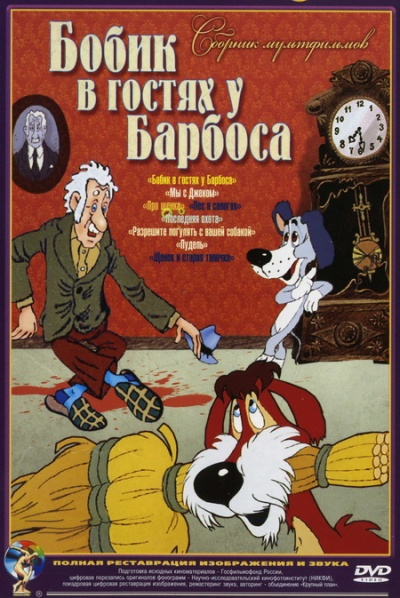 Сборник мультфильмов
Бобик
в гостях у
Барбоса
«Бобик в гостях у Барбоса»
«Мы с Джеком»
«Про щенка» «Пес в сапогах»
«Последняя охота»
«Разрешите погулять с вашей собакой»
«Пудель»
«Щенок и старая тапочка»
ПОЛНАЯ РЕСТАВРАЦИЯ ИЗОБРАЖЕНИЯ И ЗВУКА
Подготовка исходных киноматериалов - Госфильмофонд России,
цифровая перезапись оригиналов фонограмм - Научно-исследовательский кинофотоинститут (НИКФИ),
покадровая цифровая реставрация изображения, ремастеринг звука, авторинг - объединение «Крупный план».
DVD
VIDEO
®